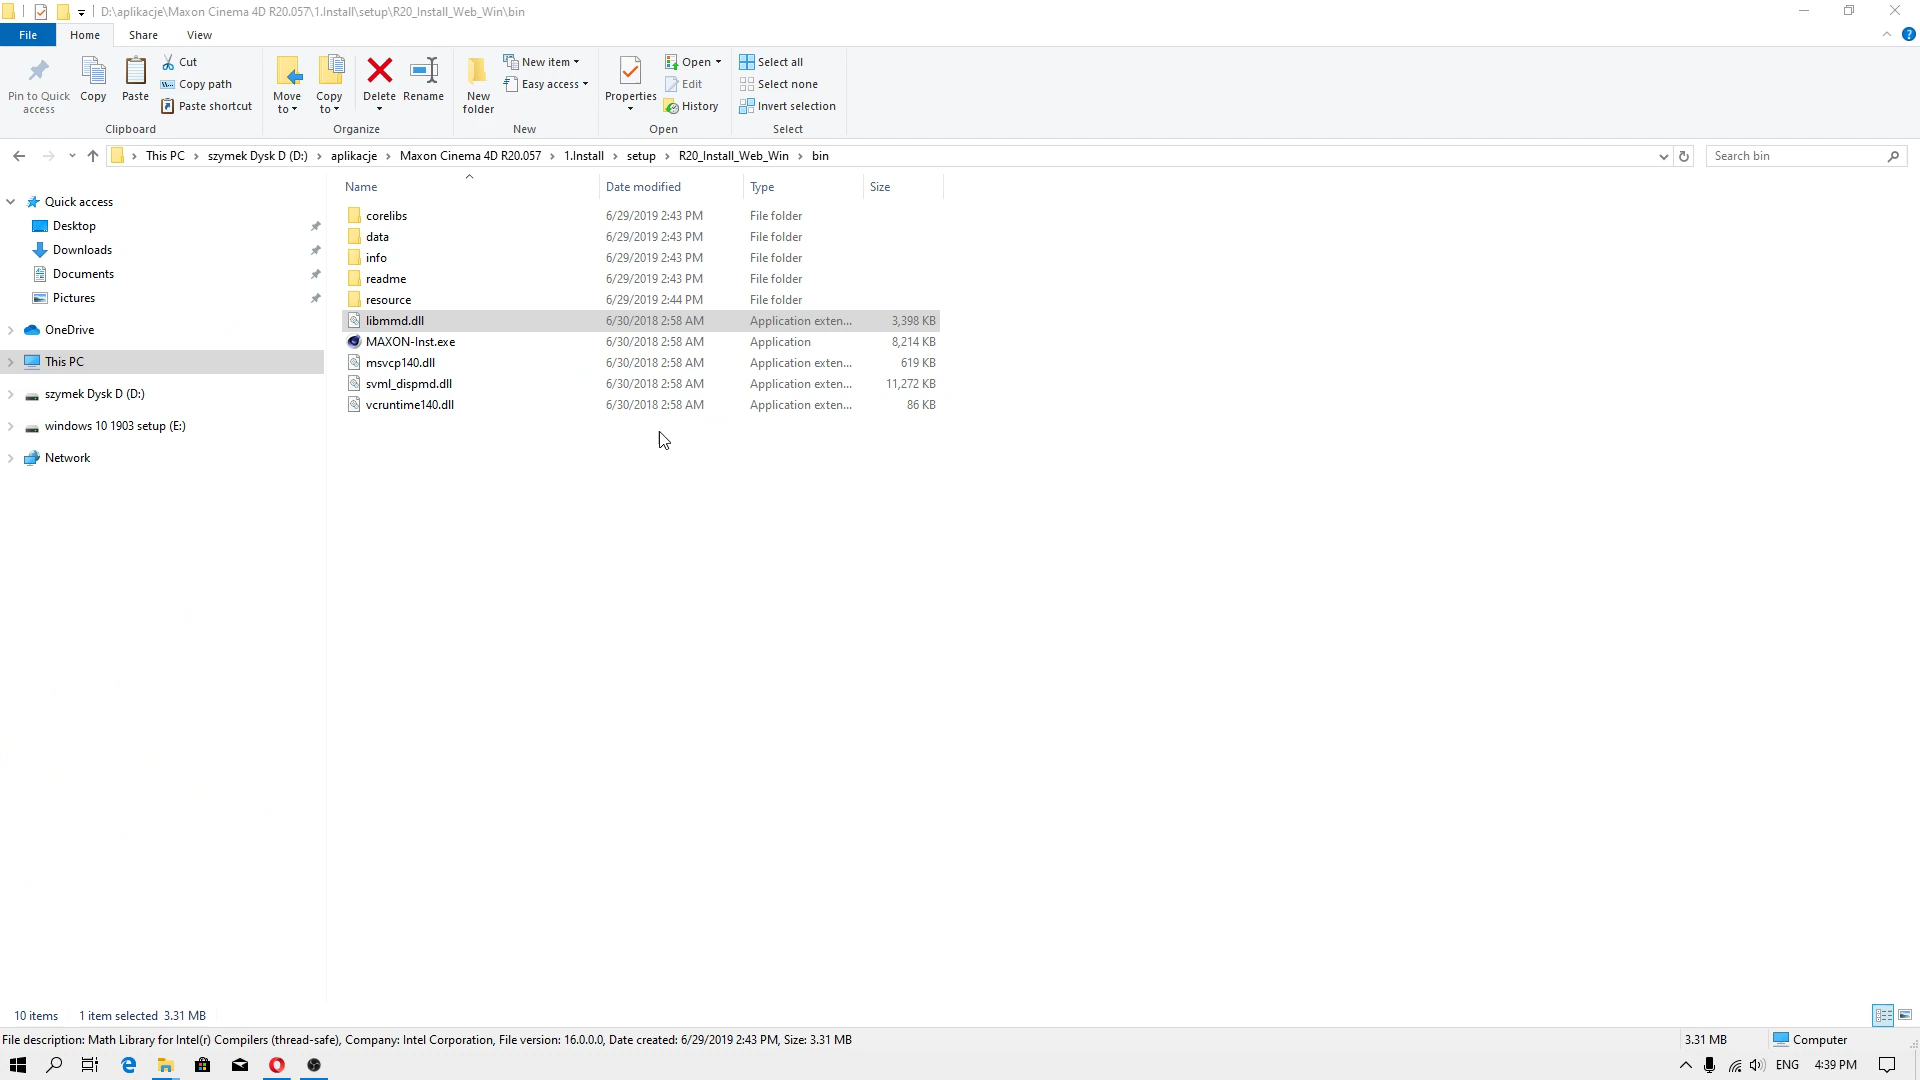 D:\aplikacje\Maxon Cinema 4D R20.057\1.Install\setup\R20_Install_Web_Win\bin
File Home Share View
Pin to Quick access
Copy
Paste
Cut
Copy path
Paste shortcut
Clipboard
Move to
Copy to
Delete
Rename
Organize
New folder
New item
Easy access
New
Properties
Open
Edit
History
Open
Select all
Select none
Invert selection
Select
This PC > szymek Dysk D (D:) > aplikacje > Maxon Cinema 4D R20.057 > 1.Install > setup > R20_Install_Web_Win > bin
Search bin
Quick access
Desktop
Downloads
Documents
Pictures
OneDrive
This PC
szymek Dysk D (D:)
windows 10 1903 setup (E:)
Network
Name Date modified Type Size
corelibs 6/29/2019 2:43 PM File folder
data 6/29/2019 2:43 PM File folder
info 6/29/2019 2:43 PM File folder
readme 6/29/2019 2:43 PM File folder
resource 6/29/2019 2:44 PM File folder
libmmd.dll 6/30/2018 2:58 AM Application exten... 3,398 KB
MAXON-Inst.exe 6/30/2018 2:58 AM Application 8,214 KB
msvcp140.dll 6/30/2018 2:58 AM Application exten... 619 KB
svml_dispmd.dll 6/30/2018 2:58 AM Application exten... 11,272 KB
vcruntime140.dll 6/30/2018 2:58 AM Application exten... 86 KB
10 items 1 item selected 3.31 MB
File description: Math Library for Intel(r) Compilers (thread-safe), Company: Intel Corporation, File version: 16.0.0.0, Date created: 6/29/2019 2:43 PM, Size: 3.31 MB
3.31 MB
Computer
ENG 4:39 PM